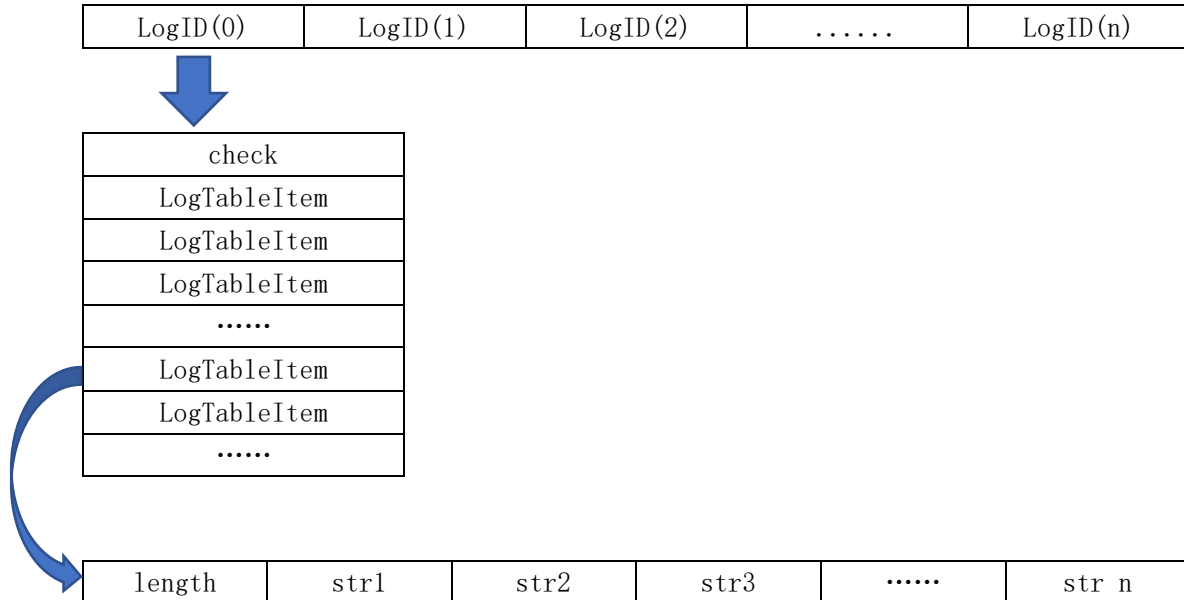 LogID(0) LogID(1) LogID(2) ...... LogID(n)
check
LogTableItem
LogTableItem
LogTableItem
……
LogTableItem
LogTableItem
……
length str1 str2 str3 …… str n